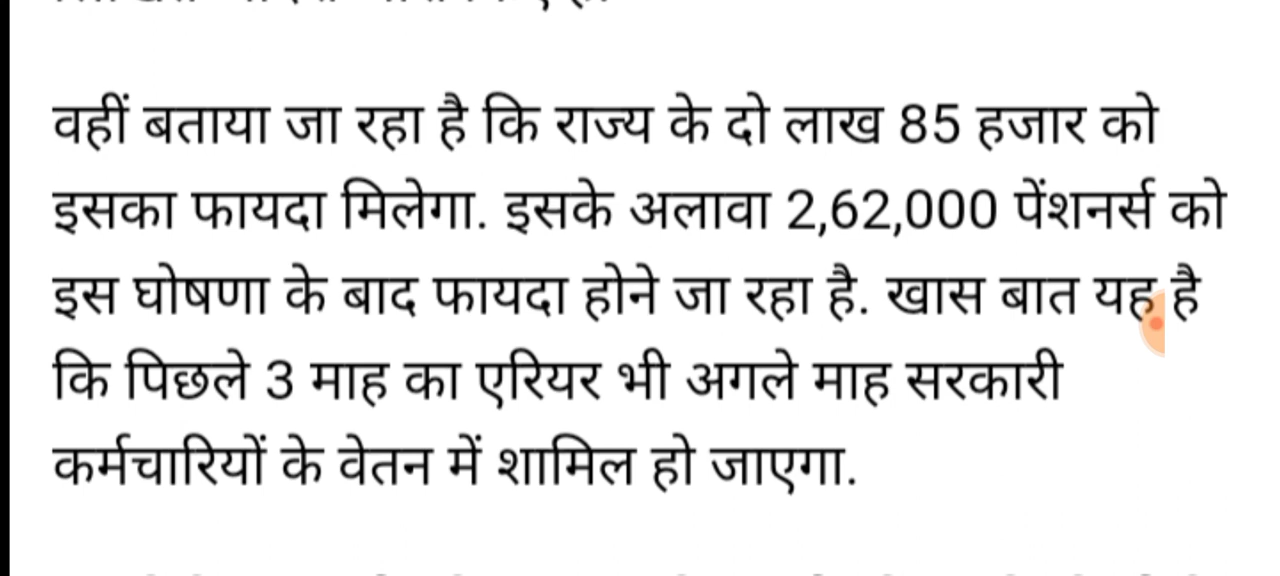 वहीं बताया जा रहा है कि राज्य के दो लाख 85 हजार को
इसका फायदा मिलेगा. इसके अलावा 2,62,000 पेंशनर्स को
इस घोषणा के बाद फायदा होने जा रहा है. खास बात यह है
कि पिछले 3 माह का एरियर भी अगले माह सरकारी
कर्मचारियों के वेतन में शामिल हो जाएगा.